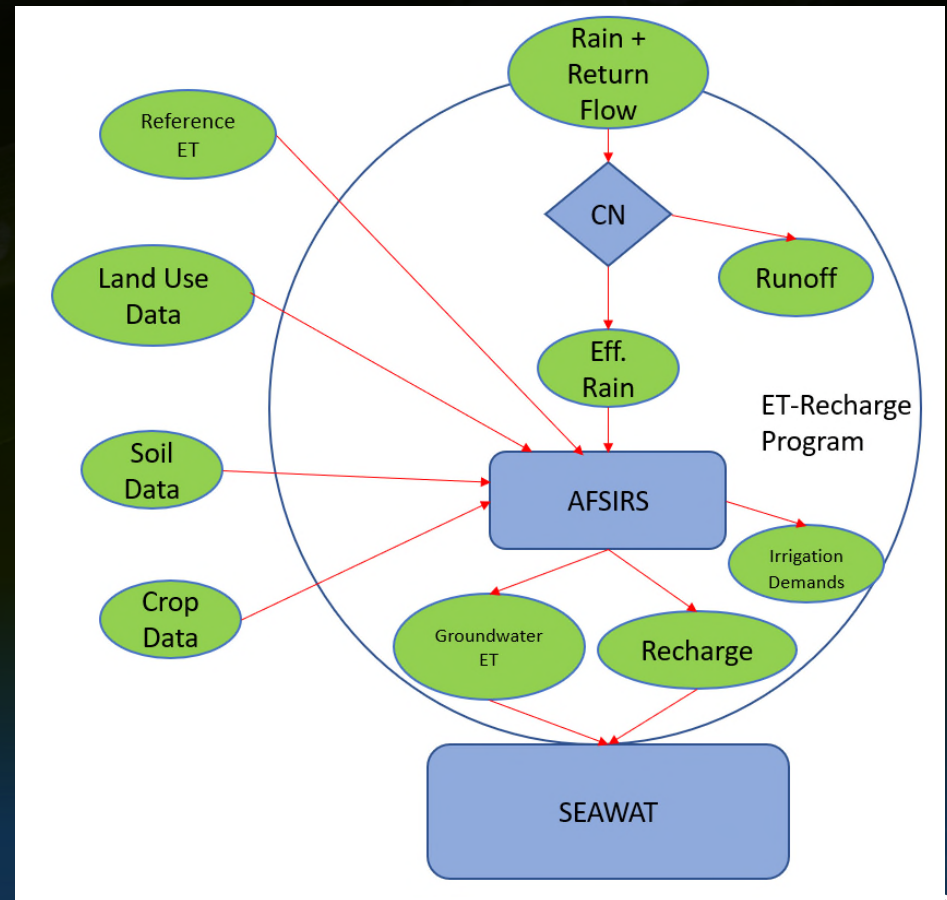 Rain +
Return
Flow
Reference
ET
CN
Land Use
Data
Runoff
Eff.
Rain
ET-Recharge
Program
Soil
Data
AFSIRS
Irrigation
Demands
Crop
Data
Groundwater
ET
Recharge
SEAWAT